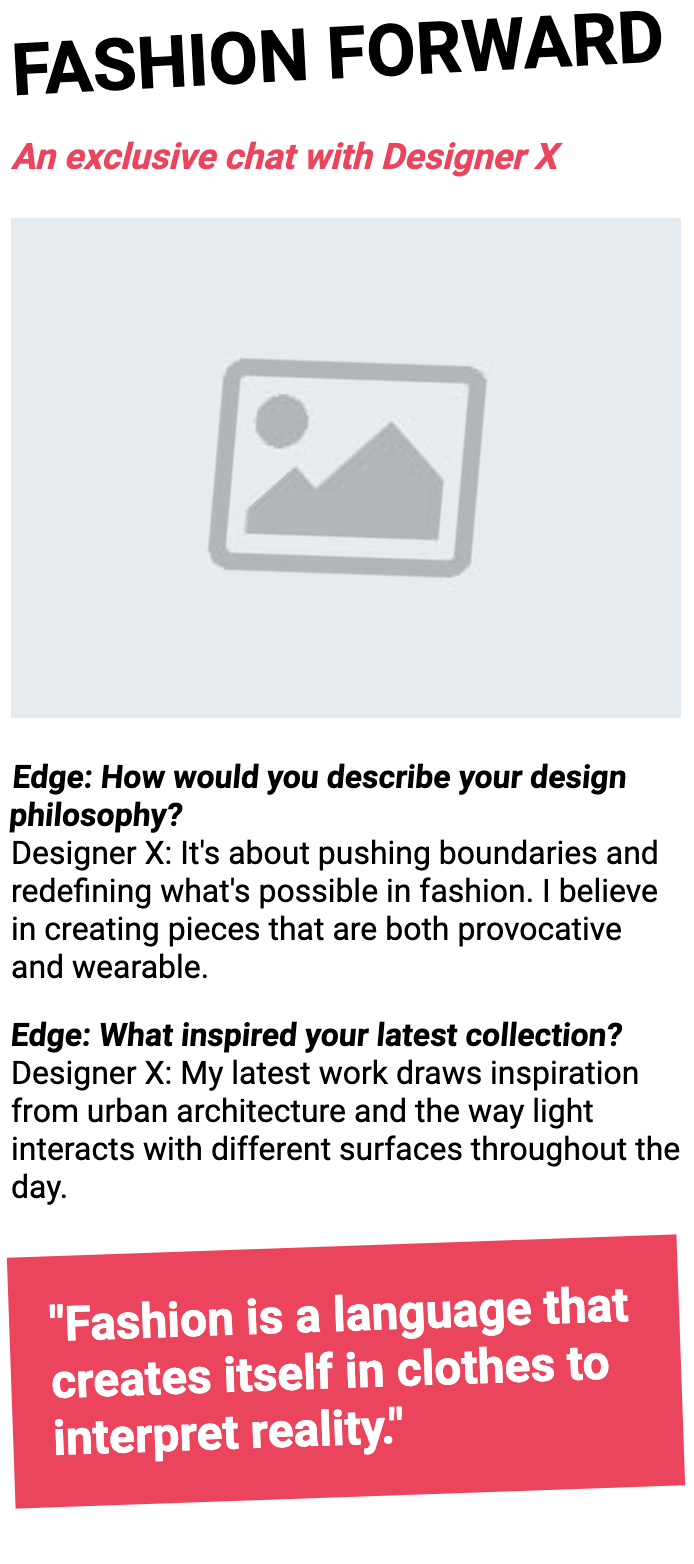 FASHION FORWARD
An exclusive chat with Designer X
Edge: How would you describe your design
philosophy?
Designer X: It's about pushing boundaries and
redefining what's possible in fashion. I believe
in creating pieces that are both provocative
and wearable.
Edge: What inspired your latest collection?
Designer X: My latest work draws inspiration
from urban architecture and the way light
interacts with different surfaces throughout the
day.
"Fashion is a language that
creates itself in clothes to
interpret reality."